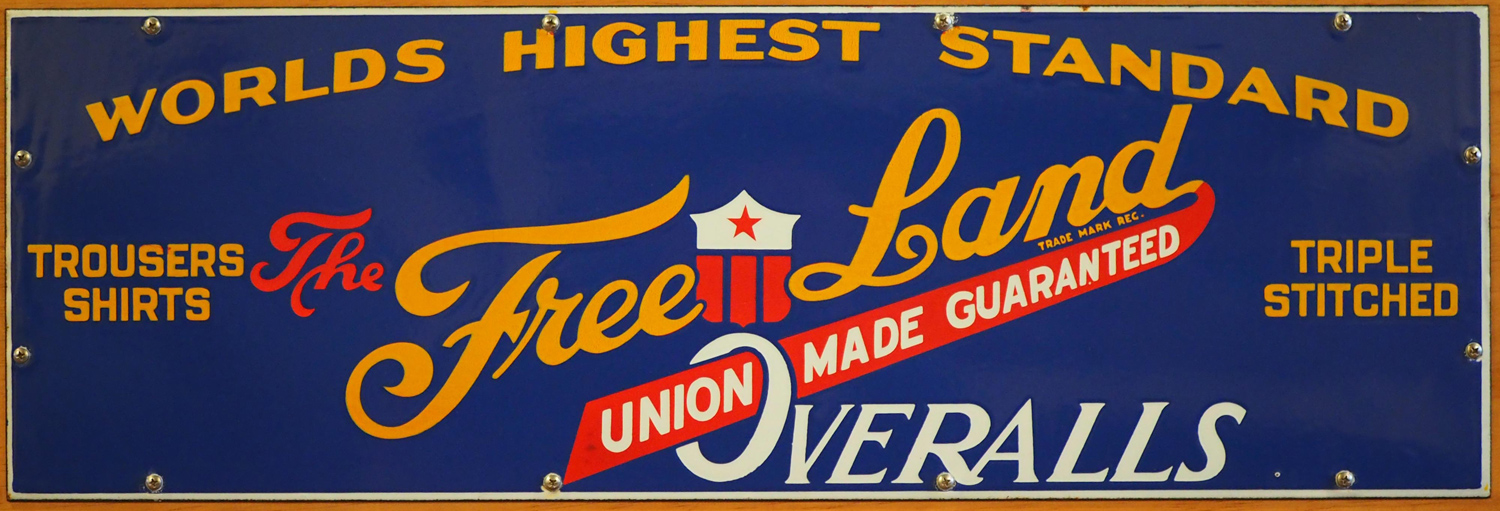 WORLDS HIGHEST STANDARD
TROUSERS
SHIRTS
The Free Land
TRADE MARK REG.
UNION MADE GUARANTEED
OVERALLS
TRIPLE
STITCHED